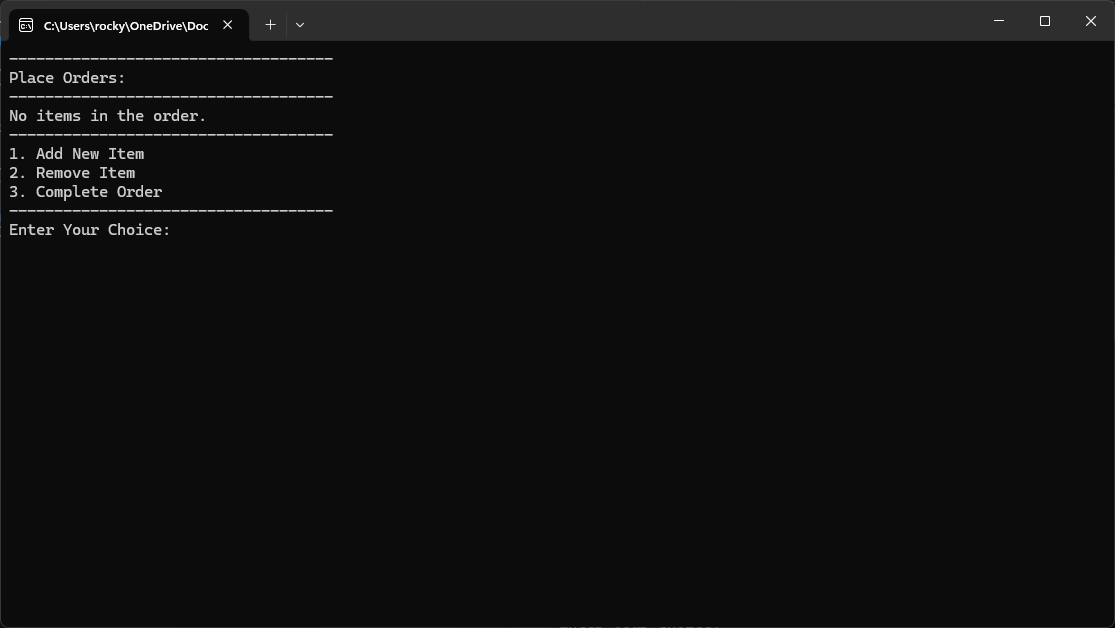 C:\Users\rocky\OneDrive\Doc
------------------------------------
Place Orders:
------------------------------------
No items in the order.
------------------------------------
1. Add New Item
2. Remove Item
3. Complete Order
------------------------------------
Enter Your Choice: